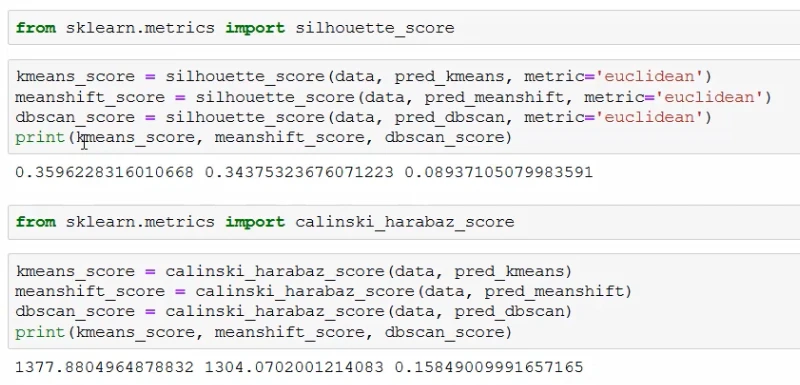 from sklearn.metrics import silhouette_score
kmeans_score = silhouette_score(data, pred_kmeans, metric='euclidean')
meanshift_score = silhouette_score(data, pred_meanshift, metric='euclidean')
dbscan_score = silhouette_score(data, pred_dbscan, metric='euclidean')
print(kmeans_score, meanshift_score, dbscan_score)
0.3596228316010668 0.34375323676071223 0.08937105079983591
from sklearn.metrics import calinski_harabaz_score
kmeans_score = calinski_harabaz_score(data, pred_kmeans)
meanshift_score = calinski_harabaz_score(data, pred_meanshift)
dbscan_score = calinski_harabaz_score(data, pred_dbscan)
print(kmeans_score, meanshift_score, dbscan_score)
1377.8804964878832 1304.0702001214083 0.15849009991657165